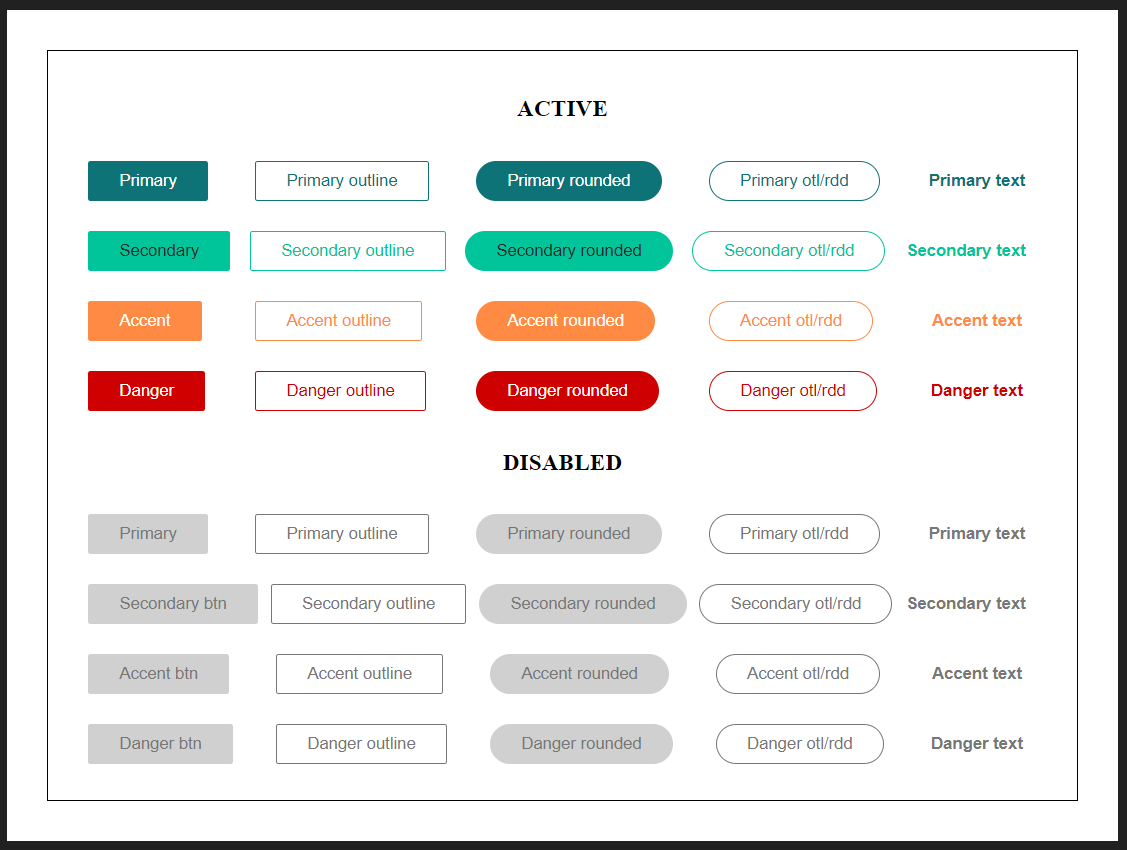 ACTIVE
Primary Primary outline Primary rounded Primary otl/rdd Primary text
Secondary Secondary outline Secondary rounded Secondary otl/rdd Secondary text
Accent Accent outline Accent rounded Accent otl/rdd Accent text
Danger Danger outline Danger rounded Danger otl/rdd Danger text
DISABLED
Primary Primary outline Primary rounded Primary otl/rdd Primary text
Secondary btn Secondary outline Secondary rounded Secondary otl/rdd Secondary text
Accent btn Accent outline Accent rounded Accent otl/rdd Accent text
Danger btn Danger outline Danger rounded Danger otl/rdd Danger text